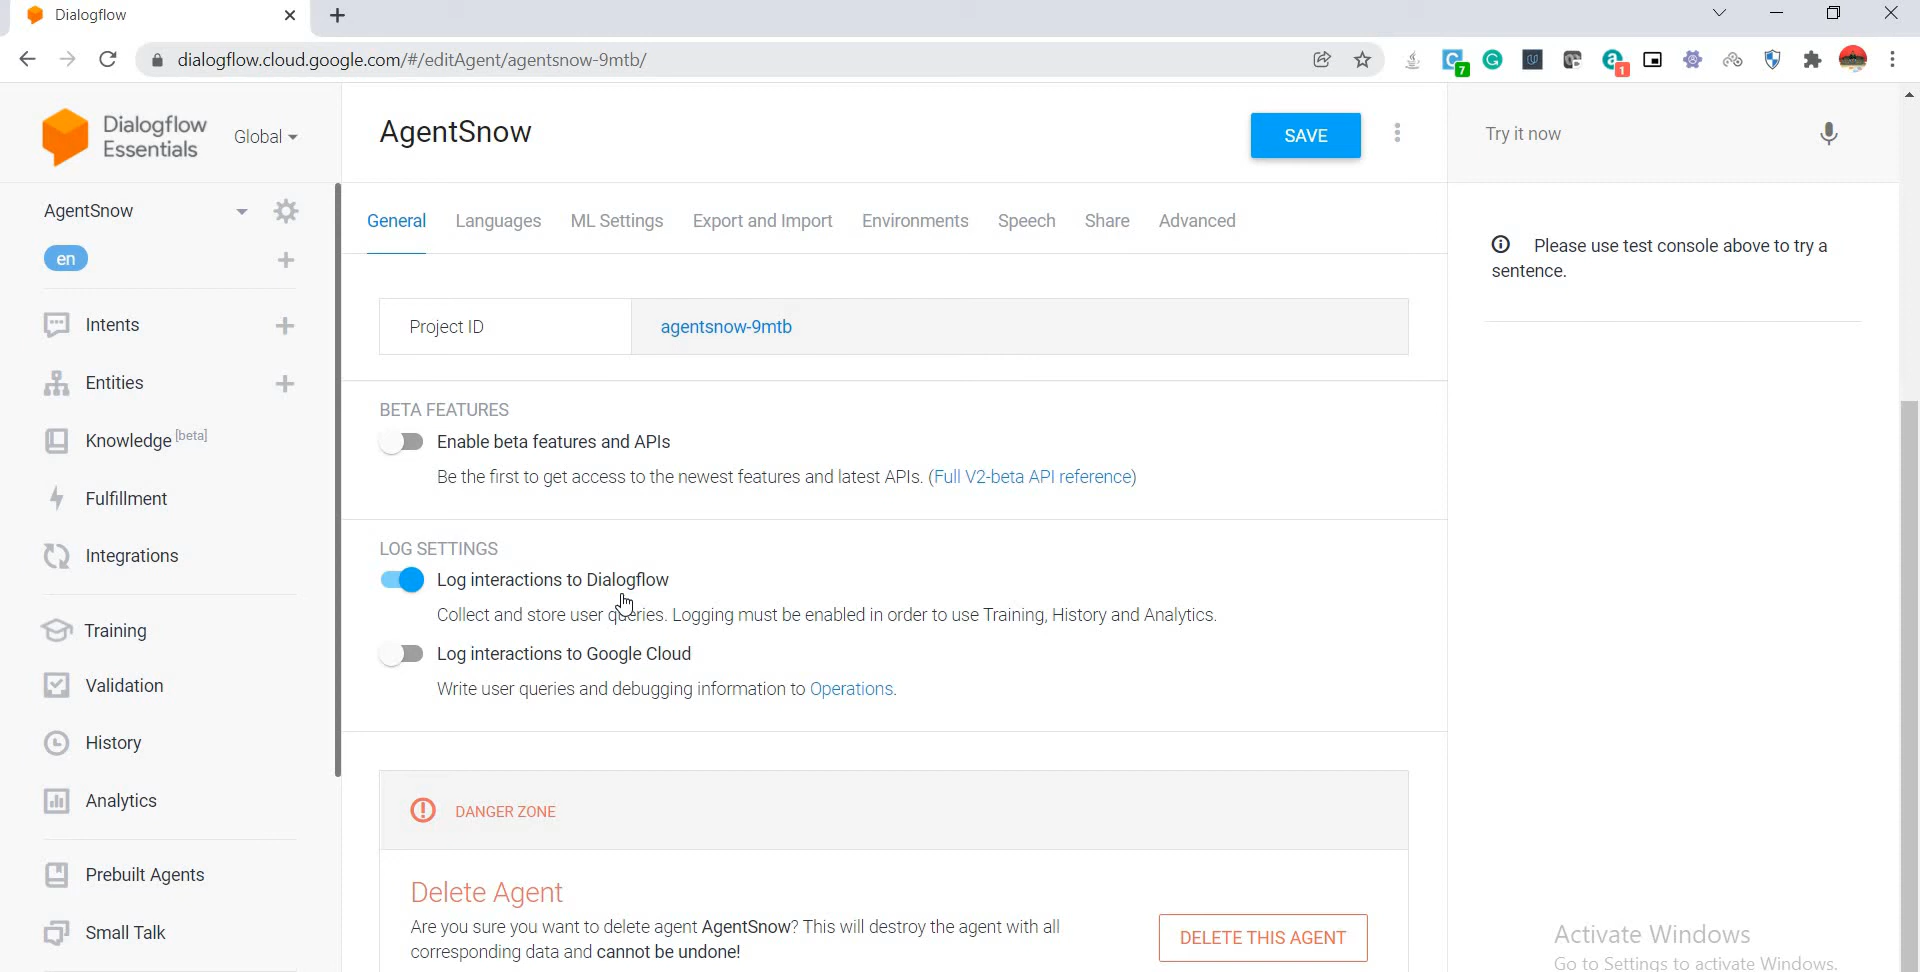 Dialogflow
dialogflow.cloud.google.com/#/editAgent/agentsnow-9mtb/
7
1
Dialogflow
Essentials
Global
AgentSnow
SAVE
Try it now
AgentSnow
en
General Languages ML Settings Export and Import Environments Speech Share Advanced
Please use test console above to try a
sentence.
Intents
Entities
Knowledge [beta]
Fulfillment
Integrations
Training
Validation
History
Analytics
Prebuilt Agents
Small Talk
Project ID agentsnow-9mtb
BETA FEATURES
Enable beta features and APIs
Be the first to get access to the newest features and latest APIs. (Full V2-beta API reference)
LOG SETTINGS
Log interactions to Dialogflow
Collect and store user queries. Logging must be enabled in order to use Training, History and Analytics.
Log interactions to Google Cloud
Write user queries and debugging information to Operations.
DANGER ZONE
Delete Agent
Are you sure you want to delete agent AgentSnow? This will destroy the agent with all
corresponding data and cannot be undone!
DELETE THIS AGENT
Activate Windows
Go to Settings to activate Windows.